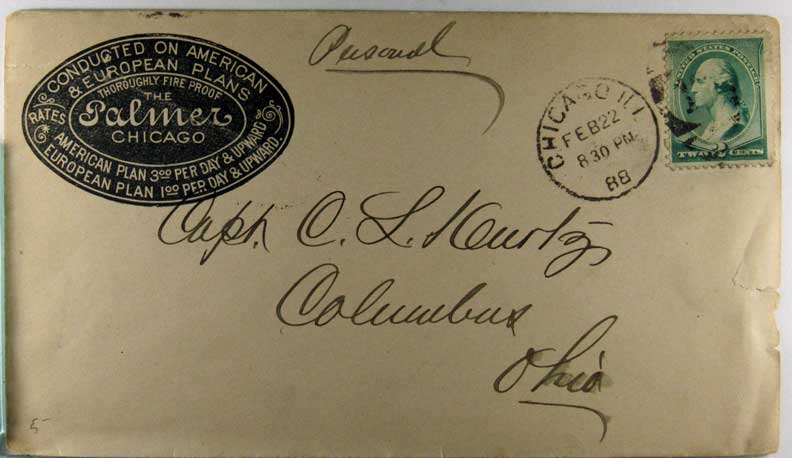 CONDUCTED ON AMERICAN
& EUROPEAN PLANS
THOROUGHLY FIRE PROOF
THE
Palmer
CHICAGO
RATES
AMERICAN PLAN 3.00 PER DAY & UPWARD
EUROPEAN PLAN 1.00 PER DAY & UPWARD.
Personal
CHICAGO ILL
FEB 22
8 30 PM
88
UNITED STATES POSTAGE
TWO 2 CENTS
Capt. C. L. Kurtz,
Columbus
Ohio
5